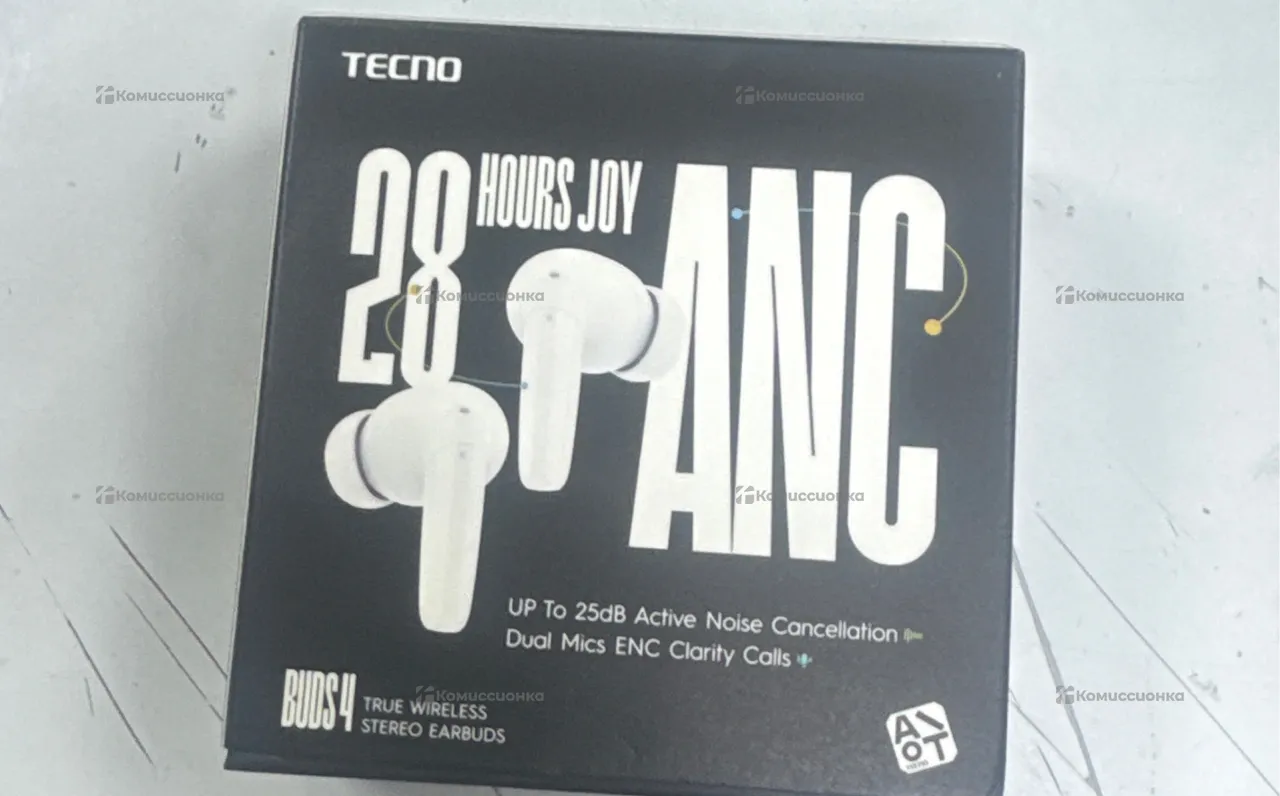 TECNO
28 HOURS JOY
ANC
UP To 25dB Active Noise Cancellation
Dual Mics ENC Clarity Calls
BUDS 4 TRUE WIRELESS
STEREO EARBUDS
AIOT
Комиссионка
Комиссионка
Комиссионка
Комиссионка
Комиссионка
Комиссионка
Комиссионка
Комиссионка